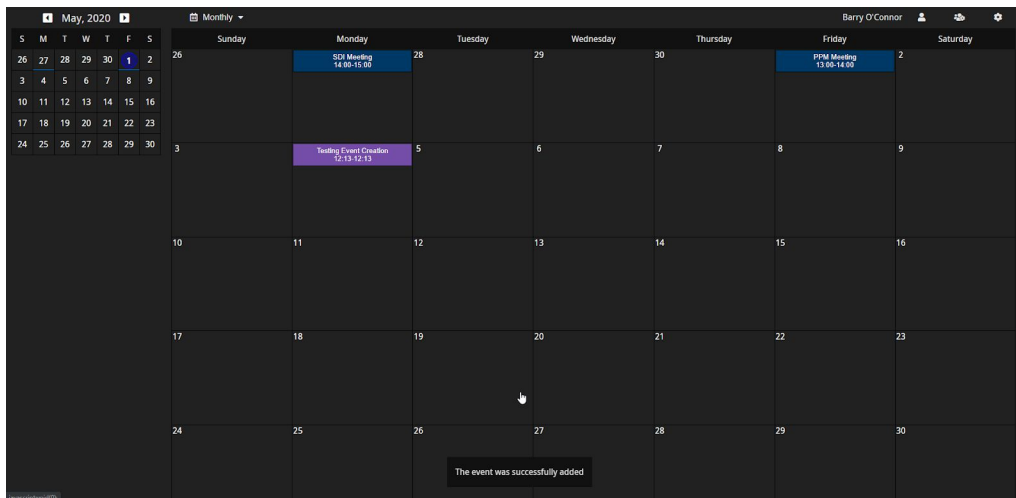 May, 2020
Monthly
Barry O'Connor
S M T W T F S
26 27 28 29 30 1 2
3 4 5 6 7 8 9
10 11 12 13 14 15 16
17 18 19 20 21 22 23
24 25 26 27 28 29 30
Sunday Monday Tuesday Wednesday Thursday Friday Saturday
26 28 29 30 2
SDI Meeting
14:00-15:00
PPM Meeting
13:00-14:00
3 5 6 7 8 9
Testing Event Creation
12:13-12:13
10 11 12 13 14 15 16
17 18 19 20 21 22 23
24 25 26 27 28 29 30
The event was successfully added